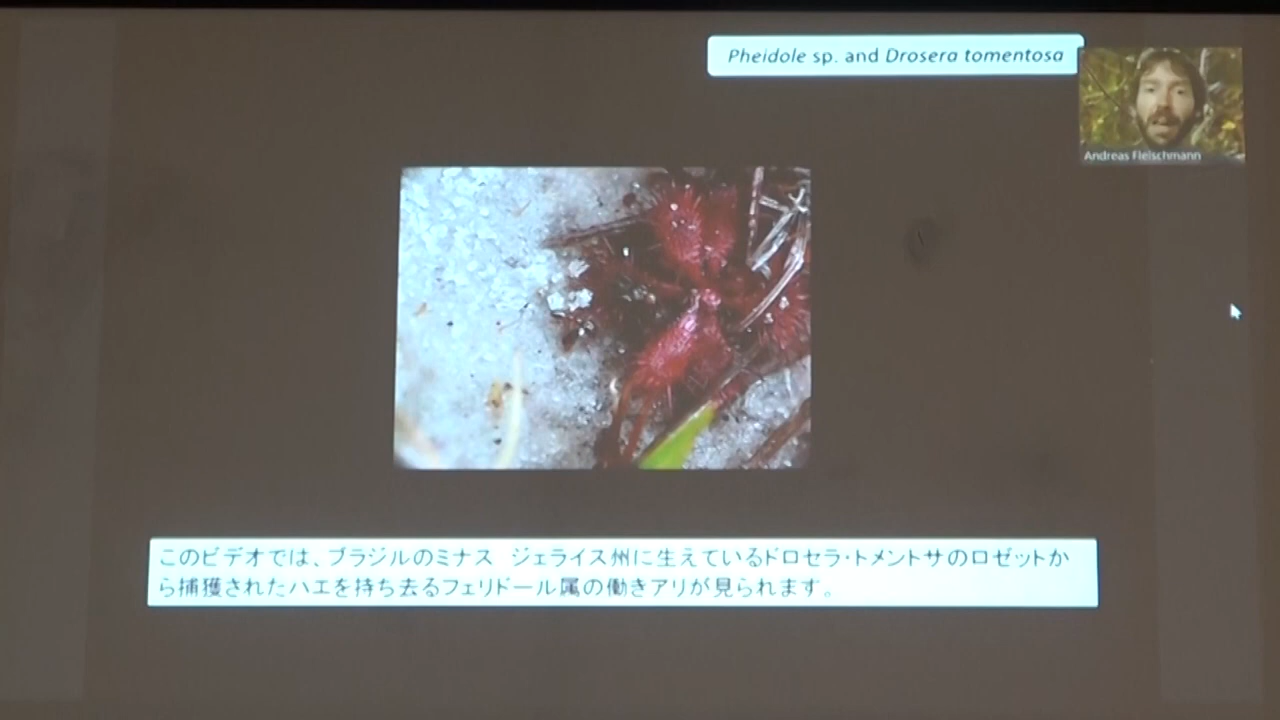 Pheidole sp. and Drosera tomentosa
Andreas Fleischmann
このビデオでは、ブラジルのミナス ジェライス州に生えているドロセラ・トメントサのロゼットか
ら捕獲されたハエを持ち去るフェリドール属の働きアリが見られます。